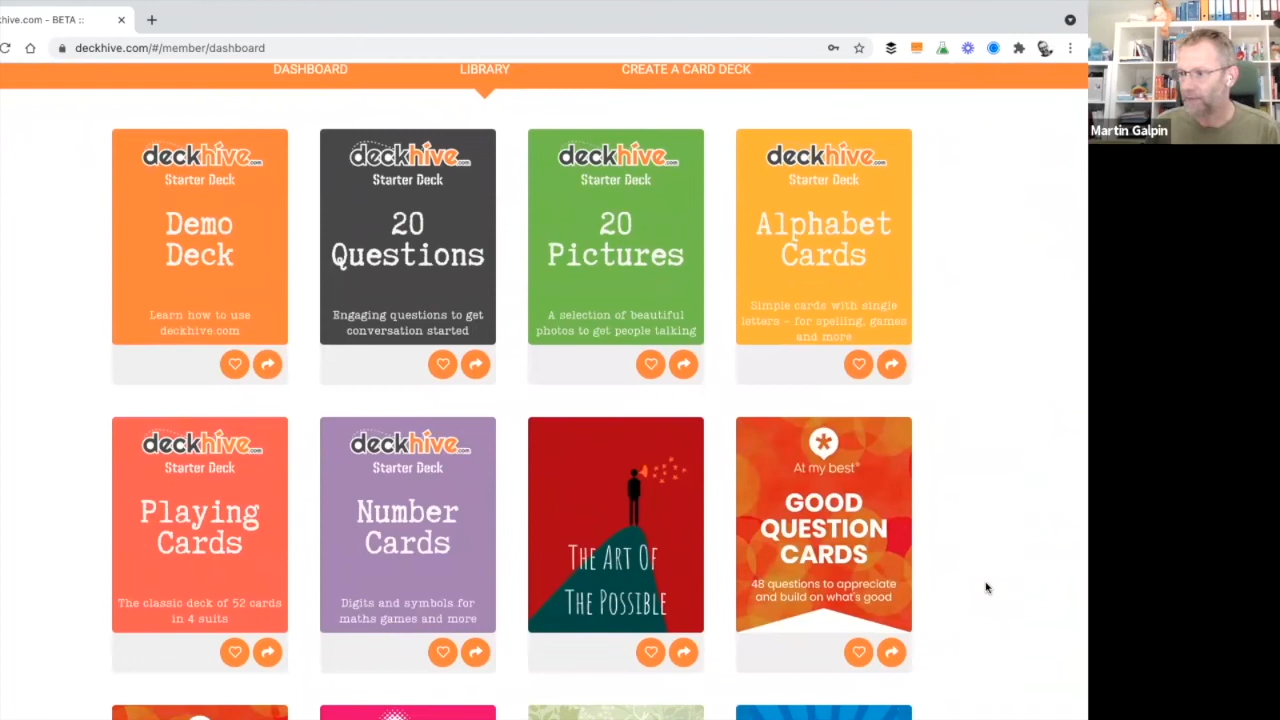 hive.com - BETA ::
deckhive.com/#/member/dashboard
DASHBOARD
LIBRARY
CREATE A CARD DECK
Martin Galpin
deckhive.com
Starter Deck
Demo
Deck
Learn how to use
deckhive.com
deckhive.com
Starter Deck
20
Questions
Engaging questions to get
conversation started
deckhive.com
Starter Deck
20
Pictures
A selection of beautiful
photos to get people talking
deckhive.com
Starter Deck
Alphabet
Cards
Simple cards with single
letters – for spelling, games
and more
deckhive.com
Starter Deck
Playing
Cards
The classic deck of 52 cards
in 4 suits
deckhive.com
Starter Deck
Number
Cards
Digits and symbols for
maths games and more
The Art Of
The Possible
At my best®
GOOD
QUESTION
CARDS
48 questions to appreciate
and build on what's good